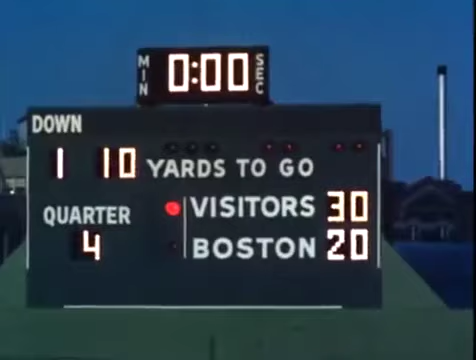 MIN 0:00 SEC
DOWN
1 10 YARDS TO GO
QUARTER
4
VISITORS 30
BOSTON 20